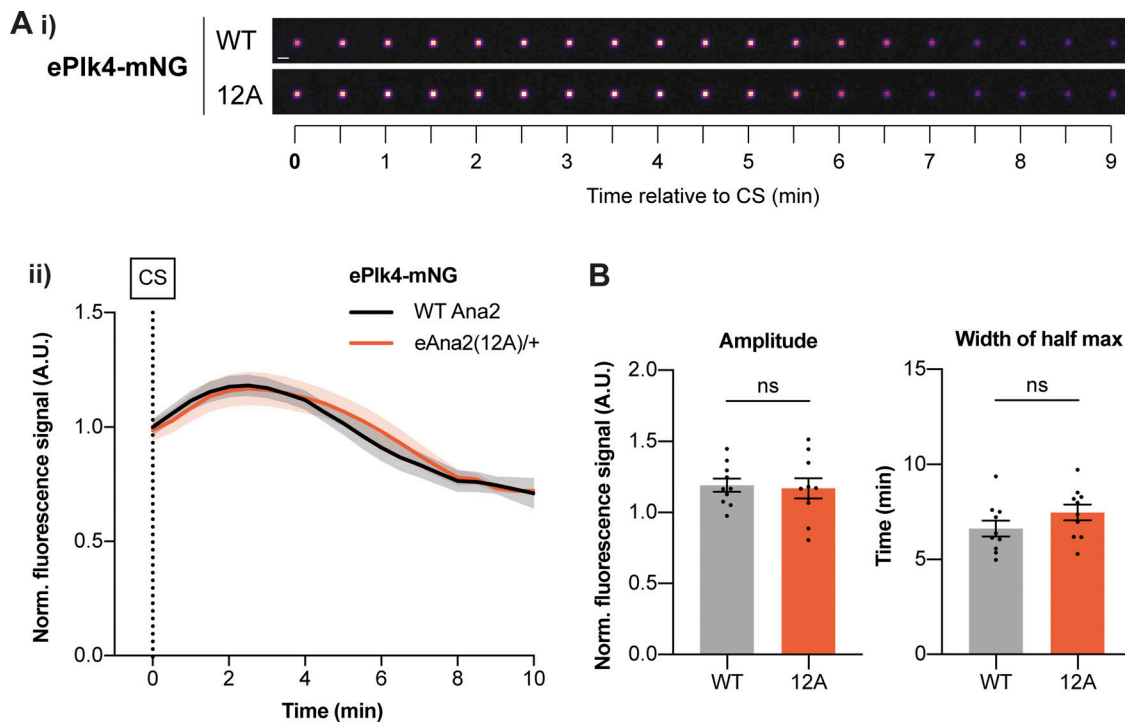 A i)
ePlk4-mNG
WT
12A
0 1 2 3 4 5 6 7 8 9
Time relative to CS (min)
ii)
CS
ePlk4-mNG
WT Ana2
eAna2(12A)/+
Norm. fluorescence signal (A.U.)
1.5
1.0
0.5
0.0
0 2 4 6 8 10
Time (min)
B
Amplitude
Norm. fluorescence signal (A.U.)
2.0
1.5
1.0
0.5
0.0
ns
WT 12A
Width of half max
Time (min)
15
10
5
0
ns
WT 12A